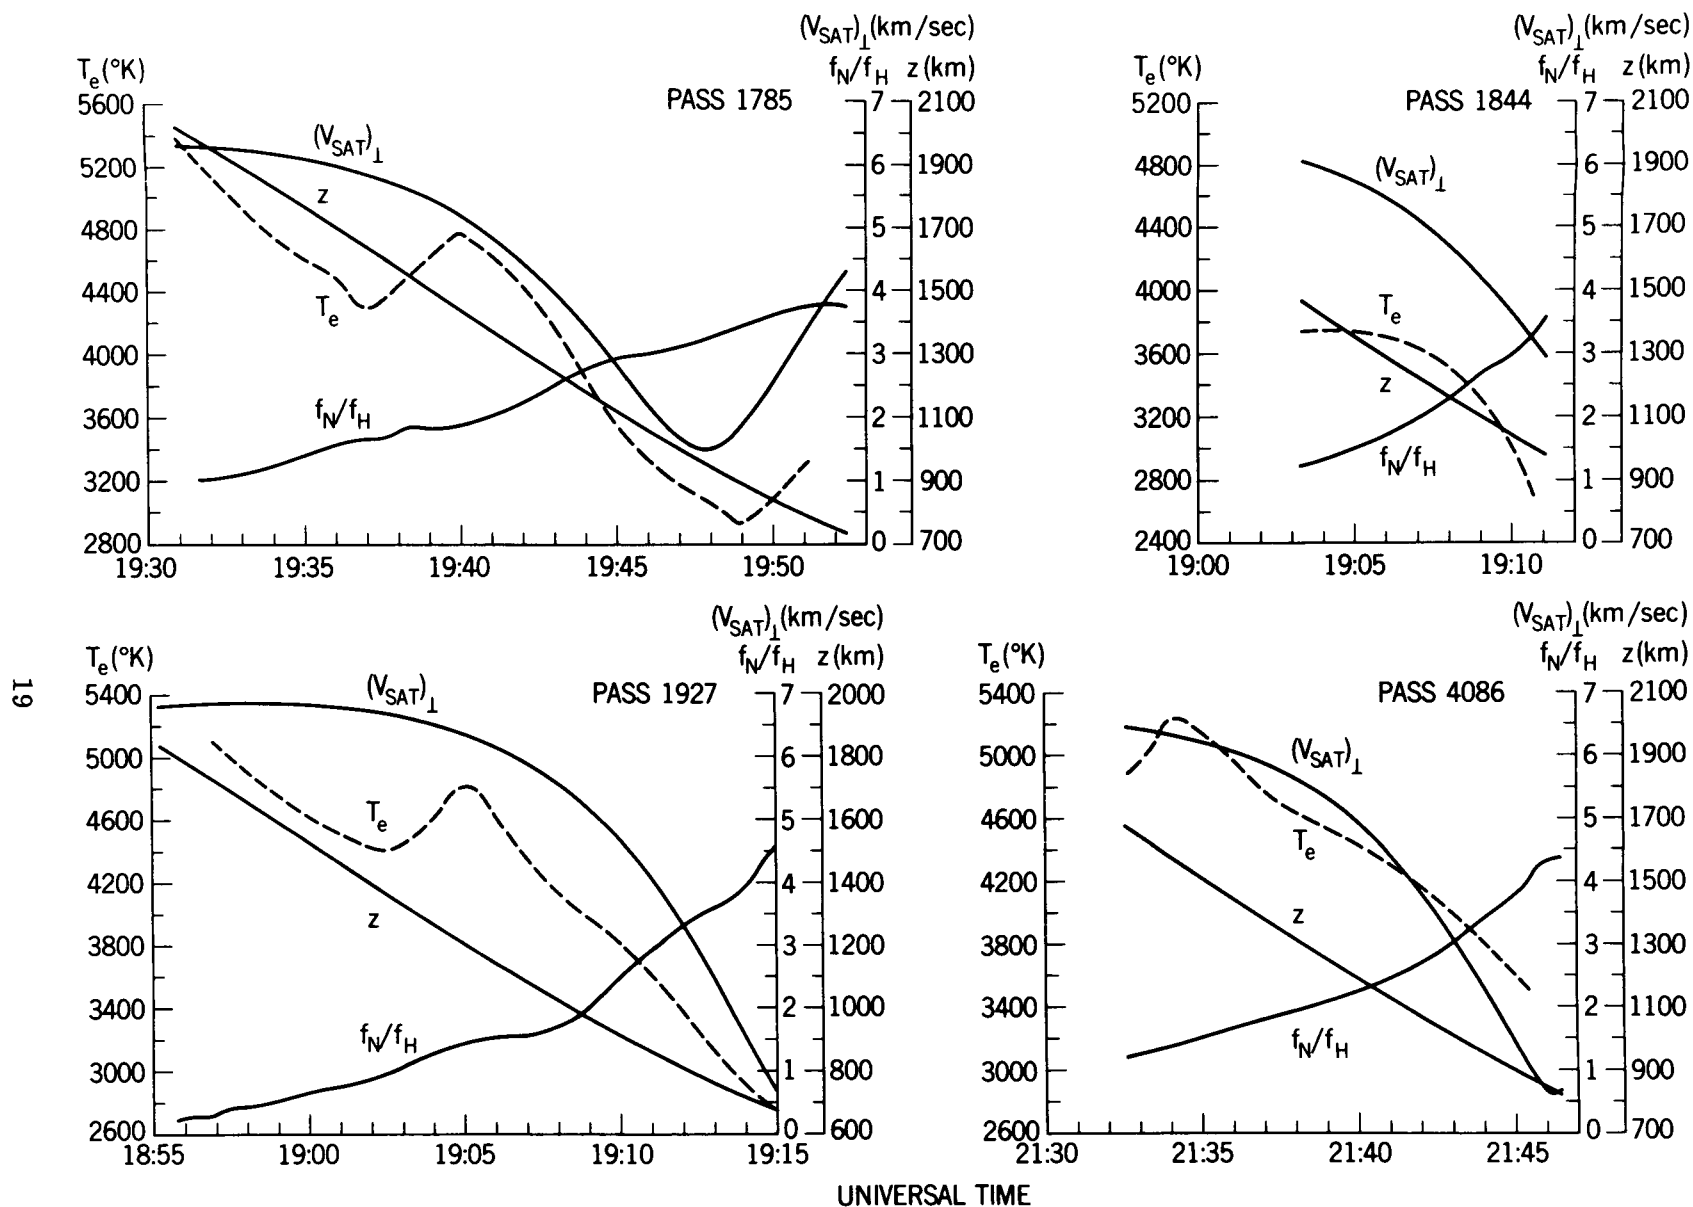 (V_SAT)⊥(km/sec)
T_e(°K) f_N/f_H z(km)
PASS 1785
5600 7 2100
(V_SAT)⊥
5200 6 1900
z
4800 5 1700
4400 4 1500
T_e
4000 3 1300
f_N/f_H
3600 2 1100
3200 1 900
2800 0 700
19:30 19:35 19:40 19:45 19:50
(V_SAT)⊥(km/sec)
T_e(°K) f_N/f_H z(km)
PASS 1844
5200 7 2100
4800 6 1900
(V_SAT)⊥
4400 5 1700
4000 4 1500
T_e
3600 3 1300
z
3200 2 1100
f_N/f_H
2800 1 900
2400 0 700
19:00 19:05 19:10
(V_SAT)⊥(km/sec)
T_e(°K) f_N/f_H z(km)
(V_SAT)⊥
PASS 1927
5400 7 2000
5000 6 1800
T_e
4600 5 1600
4200 4 1400
z
3800 3 1200
3400 2 1000
f_N/f_H
3000 1 800
2600 0 600
18:55 19:00 19:05 19:10 19:15
(V_SAT)⊥(km/sec)
T_e(°K) f_N/f_H z(km)
PASS 4086
5400 7 2100
(V_SAT)⊥
5000 6 1900
4600 5 1700
T_e
4200 4 1500
z
3800 3 1300
3400 2 1100
f_N/f_H
3000 1 900
2600 0 700
21:30 21:35 21:40 21:45
UNIVERSAL TIME
19